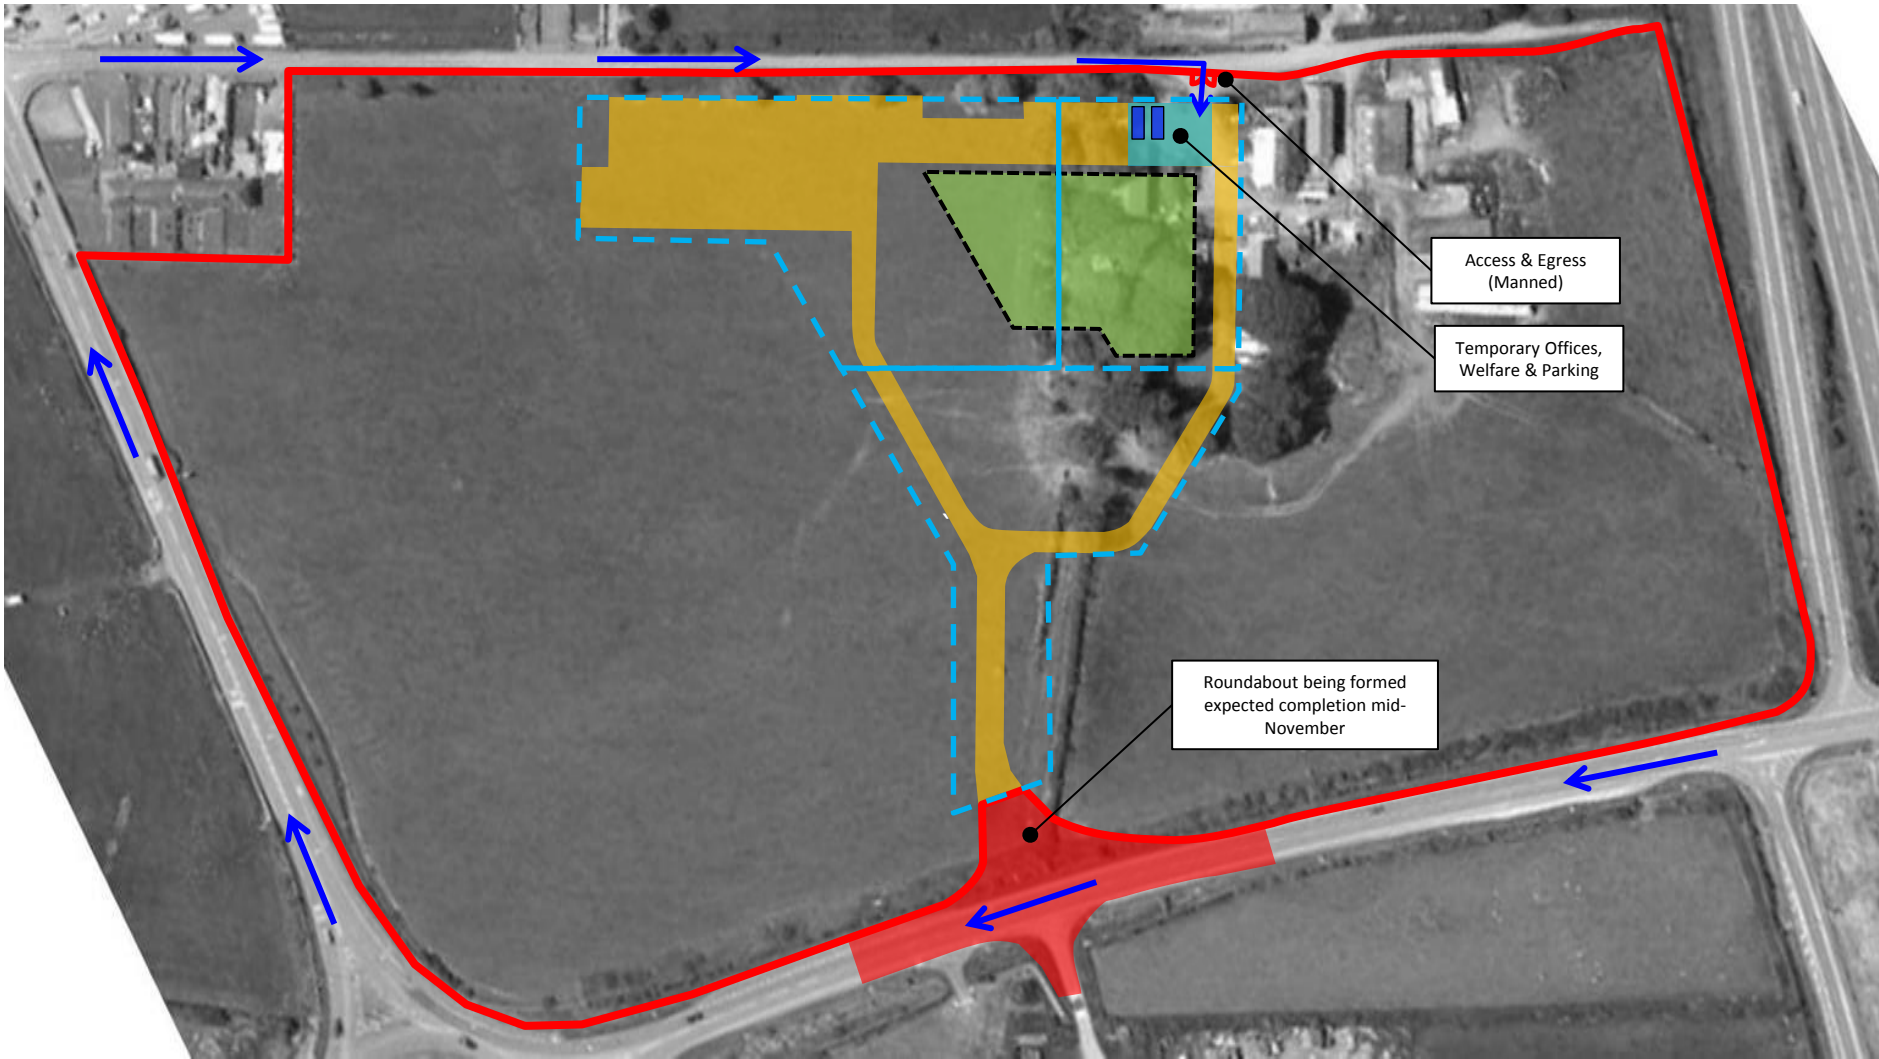 Access & Egress
(Manned)
Temporary Offices,
Welfare & Parking
Roundabout being formed
expected completion mid-
November